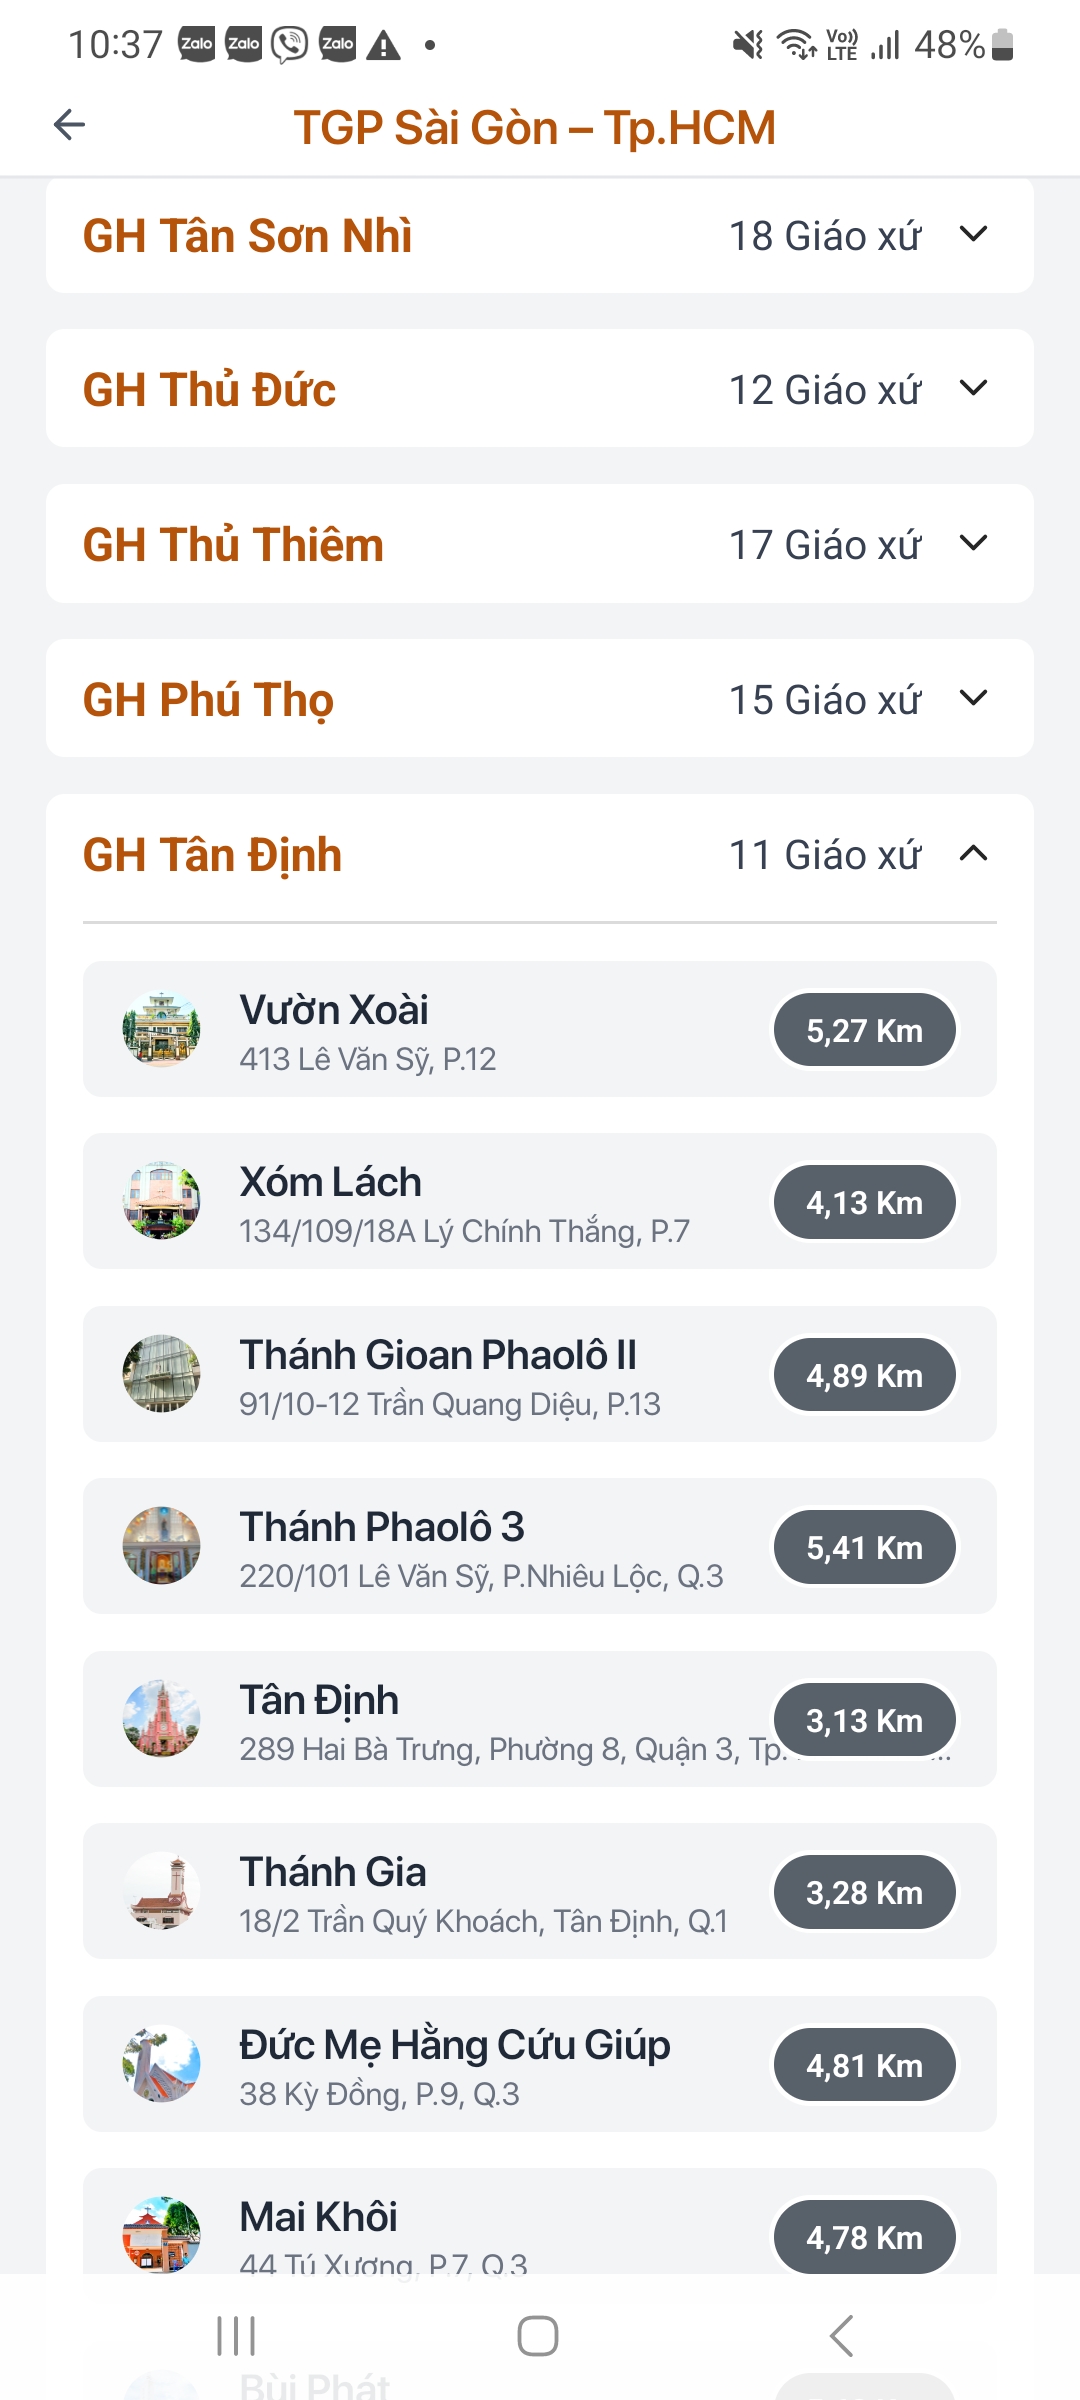 10:37 Zalo Zalo Zalo Vo)) LTE 48%
TGP Sài Gòn – Tp.HCM
GH Tân Sơn Nhì 18 Giáo xứ
GH Thủ Đức 12 Giáo xứ
GH Thủ Thiêm 17 Giáo xứ
GH Phú Thọ 15 Giáo xứ
GH Tân Định 11 Giáo xứ
Vườn Xoài
413 Lê Văn Sỹ, P.12
5,27 Km
Xóm Lách
134/109/18A Lý Chính Thắng, P.7
4,13 Km
Thánh Gioan Phaolô II
91/10-12 Trần Quang Diệu, P.13
4,89 Km
Thánh Phaolô 3
220/101 Lê Văn Sỹ, P.Nhiêu Lộc, Q.3
5,41 Km
Tân Định
289 Hai Bà Trưng, Phường 8, Quận 3, Tp. ...
3,13 Km
Thánh Gia
18/2 Trần Quý Khoách, Tân Định, Q.1
3,28 Km
Đức Mẹ Hằng Cứu Giúp
38 Kỳ Đồng, P.9, Q.3
4,81 Km
Mai Khôi
44 Tú Xương, P.7, Q.3
4,78 Km
Bùi Phát